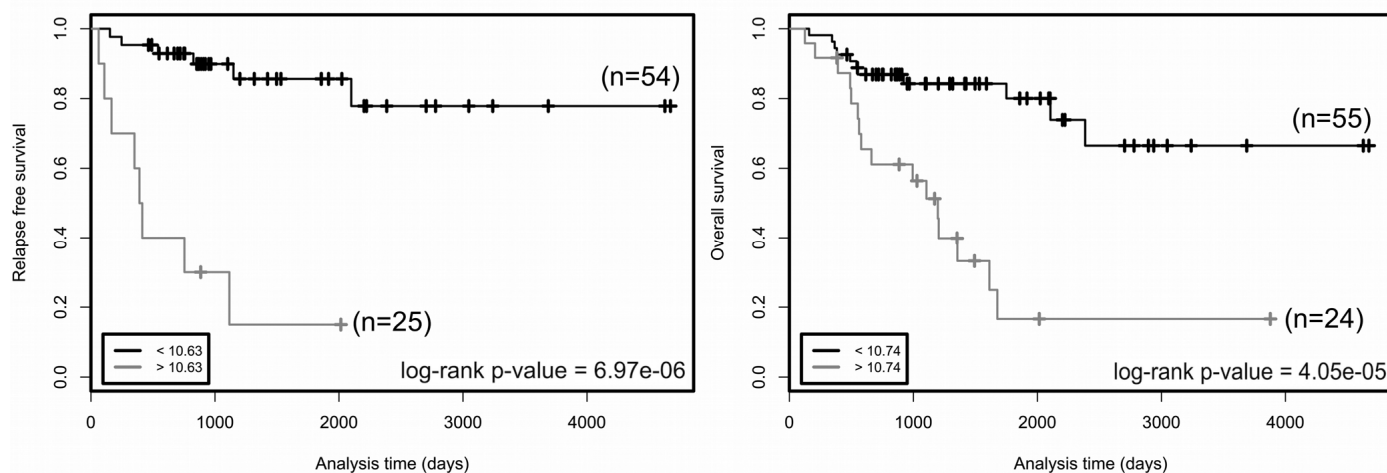 Relapse free survival
1.0
0.8
0.6
0.4
0.2
0.0
(n=54)
(n=25)
< 10.63
> 10.63
log-rank p-value = 6.97e-06
0 1000 2000 3000 4000
Analysis time (days)
Overall survival
1.0
0.8
0.6
0.4
0.2
0.0
(n=55)
(n=24)
< 10.74
> 10.74
log-rank p-value = 4.05e-05
0 1000 2000 3000 4000
Analysis time (days)